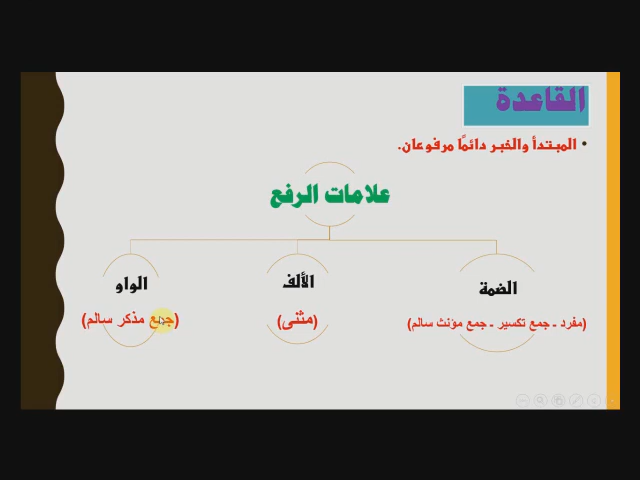 القاعدة
• المبتدأ والخبر دائمًا مرفوعان.
علامات الرفع
الضمة
(مفرد ـ جمع تكسير ـ جمع مؤنث سالم)
الألف
(مثنى)
الواو
(جمع مذكر سالم)